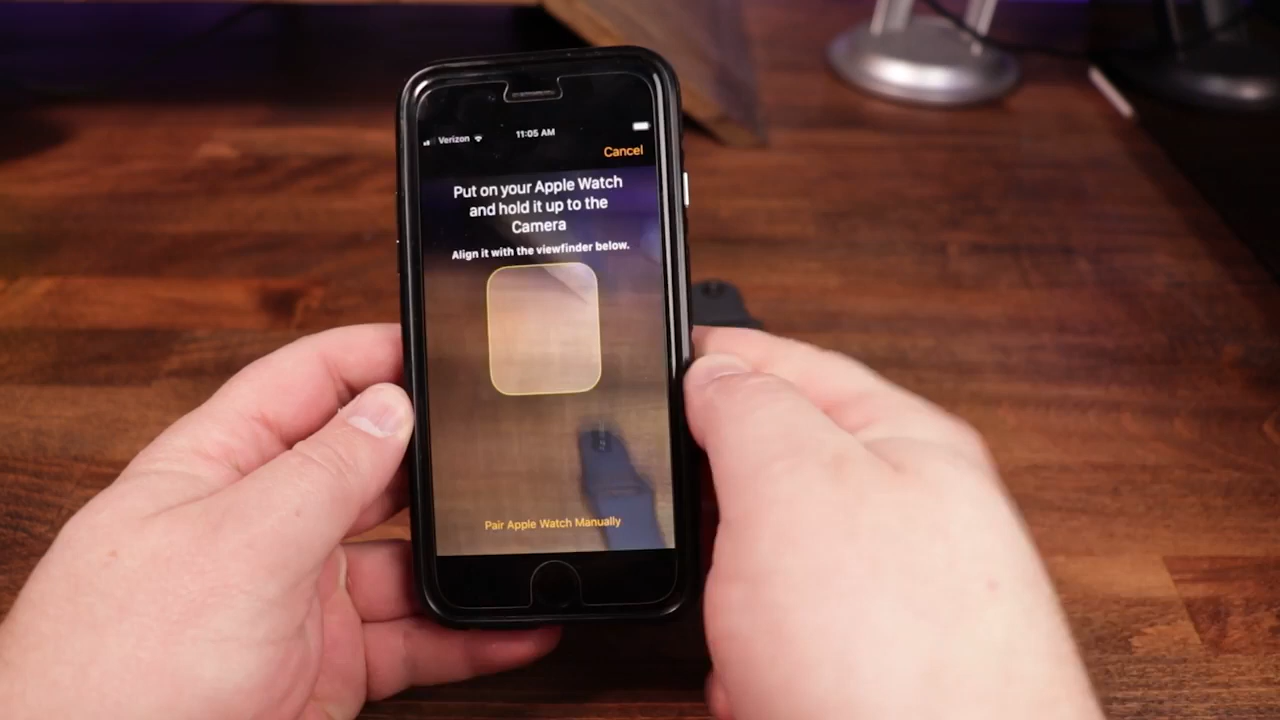 Verizon 11:05 AM
Cancel
Put on your Apple Watch
and hold it up to the
Camera
Align it with the viewfinder below.
Pair Apple Watch Manually